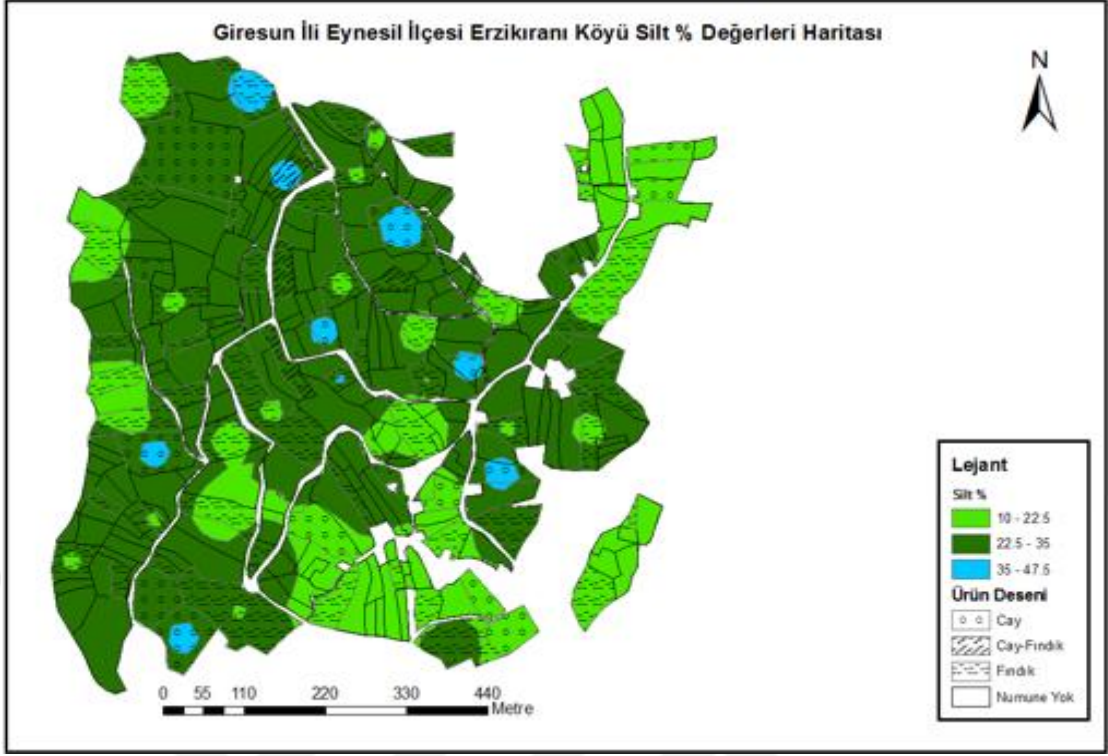 Giresun İli Eynesil İlçesi Erzikıranı Köyü Silt % Değerleri Haritası
N
Lejant
Silt %
10 - 22.5
22.5 - 35
35 - 47.5
Ürün Deseni
Cay
Cay-Fındık
Fındık
Numune Yok
0 55 110 220 330 440
Metre